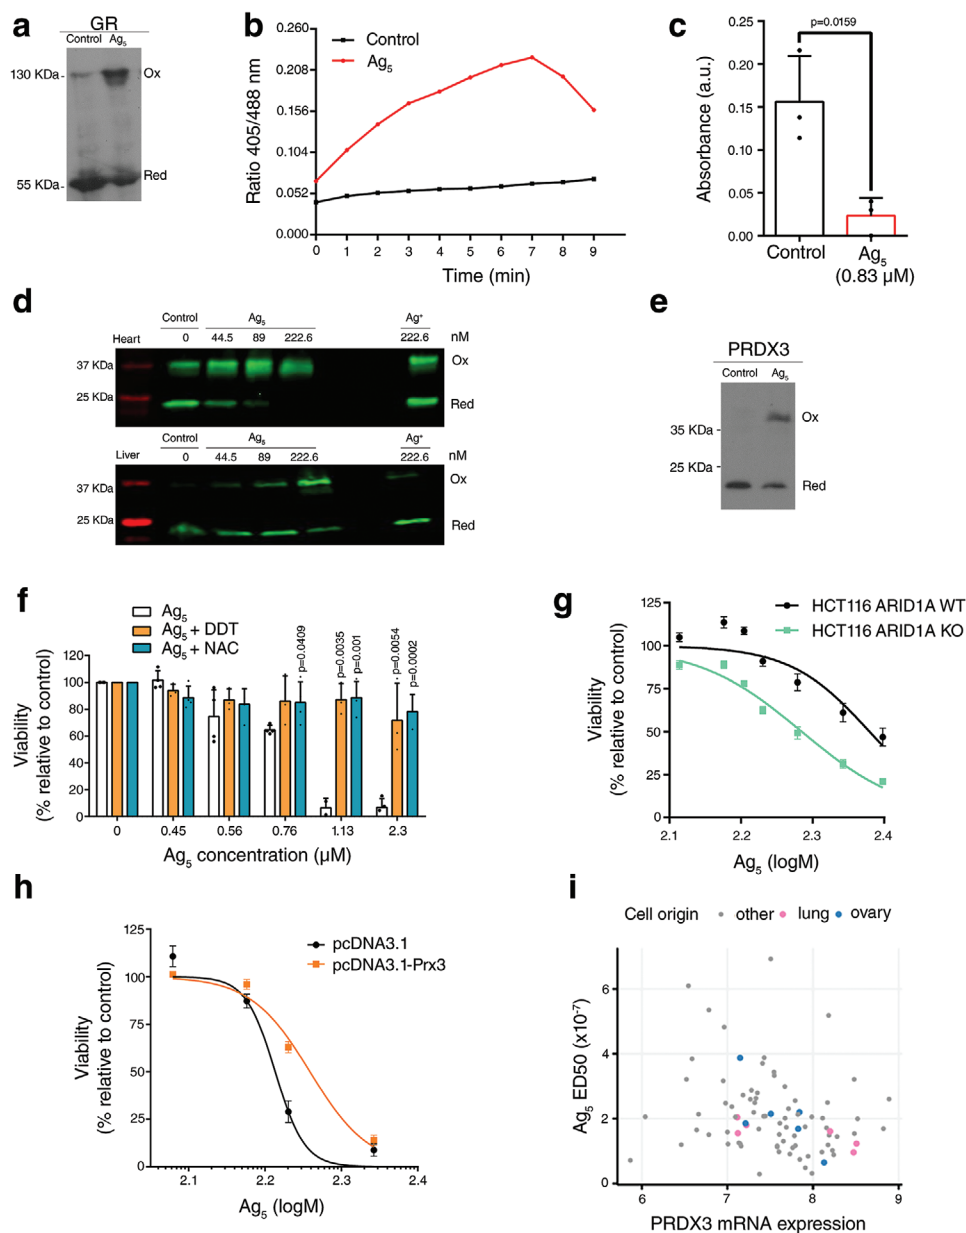 a
GR
Control Ag5
130 KDa
Ox
55 KDa
Red
b
Control
Ag5
Ratio 405/488 nm
0.260
0.208
0.156
0.104
0.052
0.000
0 1 2 3 4 5 6 7 8 9
Time (min)
c
p=0.0159
Absorbance (a.u.)
0.25
0.20
0.15
0.10
0.05
0.00
Control Ag5
(0.83 µM)
d
Control Ag5 Ag+
Heart 0 44.5 89 222.6 222.6 nM
37 KDa
Ox
25 KDa
Red
Control Ag5 Ag+
Liver 0 44.5 89 222.6 222.6 nM
37 KDa
Ox
25 KDa
Red
e
PRDX3
Control Ag5
Ox
35 KDa
25 KDa
Red
f
Ag5
Ag5 + DDT
Ag5 + NAC
p=0.0409
p=0.0035
p=0.001
p=0.0054
p=0.0002
Viability
(% relative to control)
120
100
80
60
40
20
0
0 0.45 0.56 0.76 1.13 2.3
Ag5 concentration (µM)
g
HCT116 ARID1A WT
HCT116 ARID1A KO
Viability
(% relative to control)
125
100
75
50
25
0
2.1 2.2 2.3 2.4
Ag5 (logM)
h
pcDNA3.1
pcDNA3.1-Prx3
Viability
(% relative to control)
125
100
75
50
25
0
2.1 2.2 2.3 2.4
Ag5 (logM)
i
Cell origin other lung ovary
Ag5 ED50 (x10-7)
6
4
2
0
6 7 8 9
PRDX3 mRNA expression